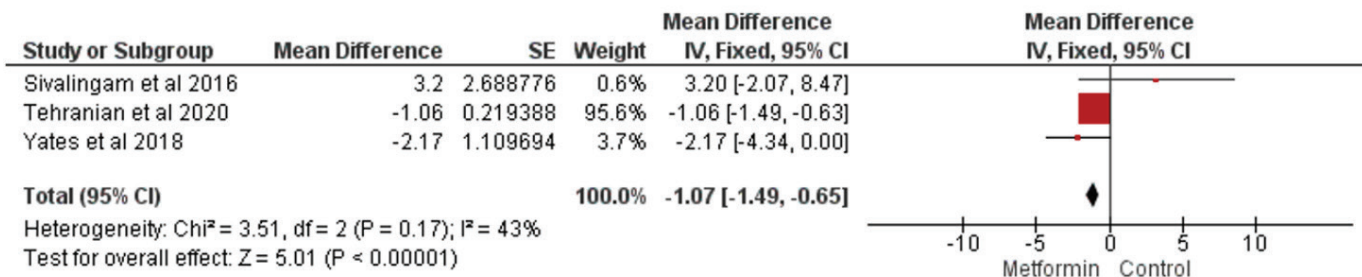 Mean Difference Mean Difference
Study or Subgroup Mean Difference SE Weight IV, Fixed, 95% CI IV, Fixed, 95% CI
Sivalingam et al 2016 3.2 2.688776 0.6% 3.20 [-2.07, 8.47]
Tehranian et al 2020 -1.06 0.219388 95.6% -1.06 [-1.49, -0.63]
Yates et al 2018 -2.17 1.109694 3.7% -2.17 [-4.34, 0.00]
Total (95% CI) 100.0% -1.07 [-1.49, -0.65]
Heterogeneity: Chi² = 3.51, df = 2 (P = 0.17); I² = 43%
Test for overall effect: Z = 5.01 (P < 0.00001)
-10 -5 0 5 10
Metformin Control